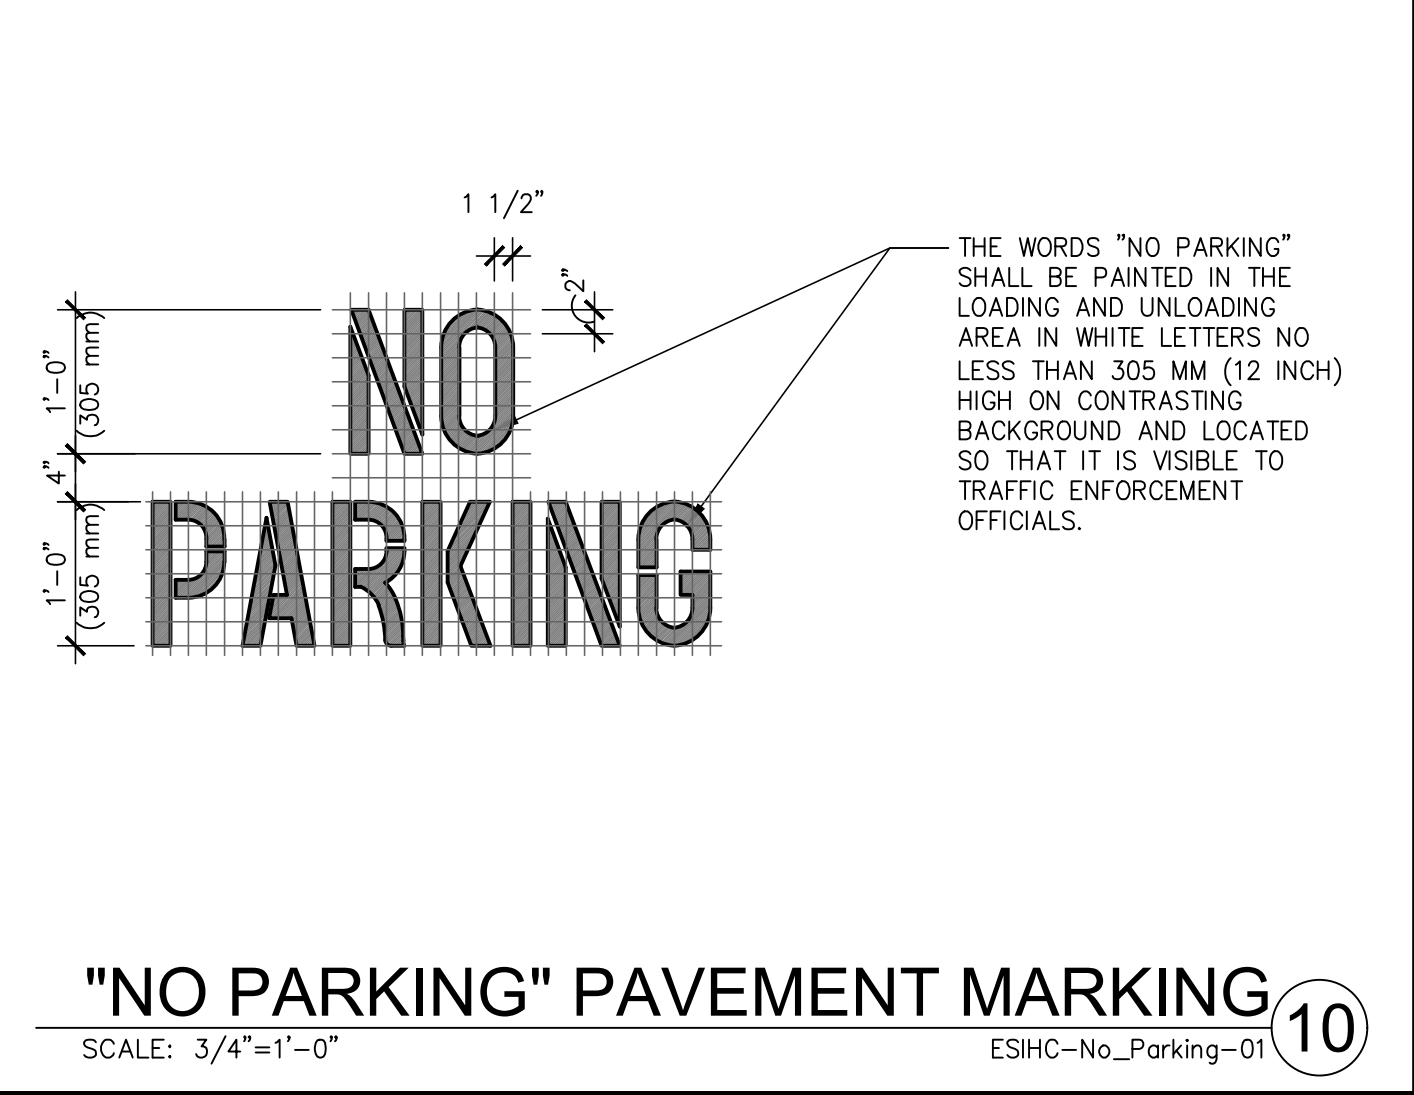 1 1/2"
2"
1'-0"
(305 mm)
4"
1'-0"
(305 mm)
NO
PARKING
THE WORDS "NO PARKING"
SHALL BE PAINTED IN THE
LOADING AND UNLOADING
AREA IN WHITE LETTERS NO
LESS THAN 305 MM (12 INCH)
HIGH ON CONTRASTING
BACKGROUND AND LOCATED
SO THAT IT IS VISIBLE TO
TRAFFIC ENFORCEMENT
OFFICIALS.
"NO PARKING" PAVEMENT MARKING
10
SCALE: 3/4"=1'-0"
ESIHC-No_Parking-01